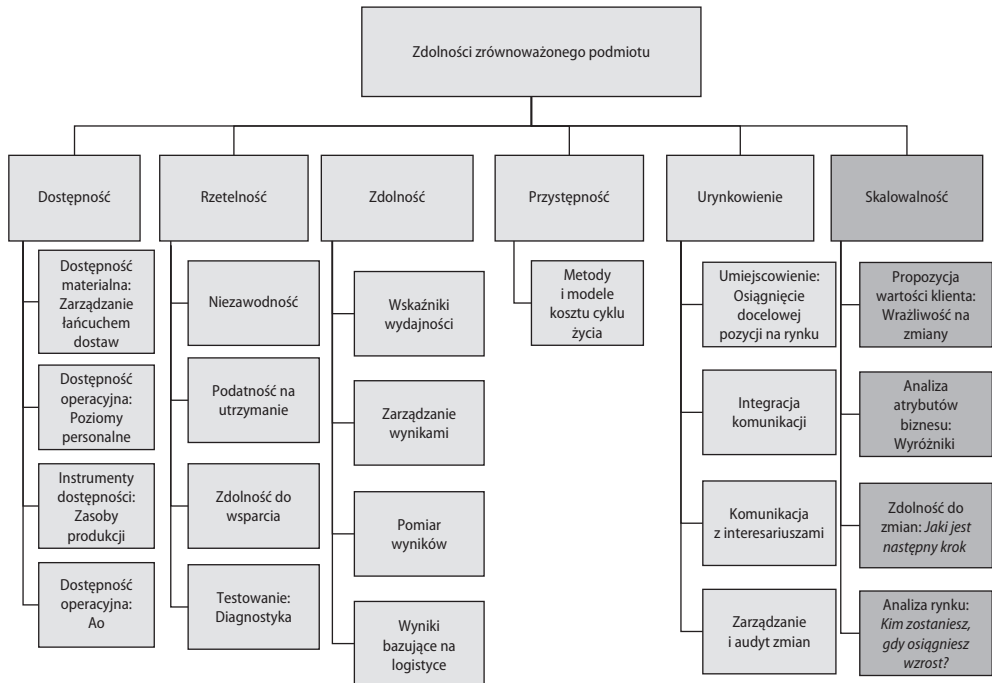 Zdolności zrównoważonego podmiotu
Dostępność
Rzetelność
Zdolność
Przystępność
Urynkowienie
Skalowalność
Dostępność
materialna:
Zarządzanie
łańcuchem
dostaw
Dostępność
operacyjna:
Poziomy
personalne
Instrumenty
dostępności:
Zasoby
produkcji
Dostępność
operacyjna:
Ao
Niezawodność
Podatność na
utrzymanie
Zdolność do
wsparcia
Testowanie:
Diagnostyka
Wskaźniki
wydajności
Zarządzanie
wynikami
Pomiar
wyników
Wyniki
bazujące na
logistyce
Metody
i modele
kosztu cyklu
życia
Umiejscowienie:
Osiągnięcie
docelowej
pozycji na rynku
Integracja
komunikacji
Komunikacja
z interesariuszami
Zarządzanie
i audyt zmian
Propozycja
wartości klienta:
Wrażliwość na
zmiany
Analiza
atrybutów
biznesu:
Wyróżniki
Zdolność do
zmian: Jaki jest
następny krok
Analiza rynku:
Kim zostaniesz,
gdy osiągniesz
wzrost?